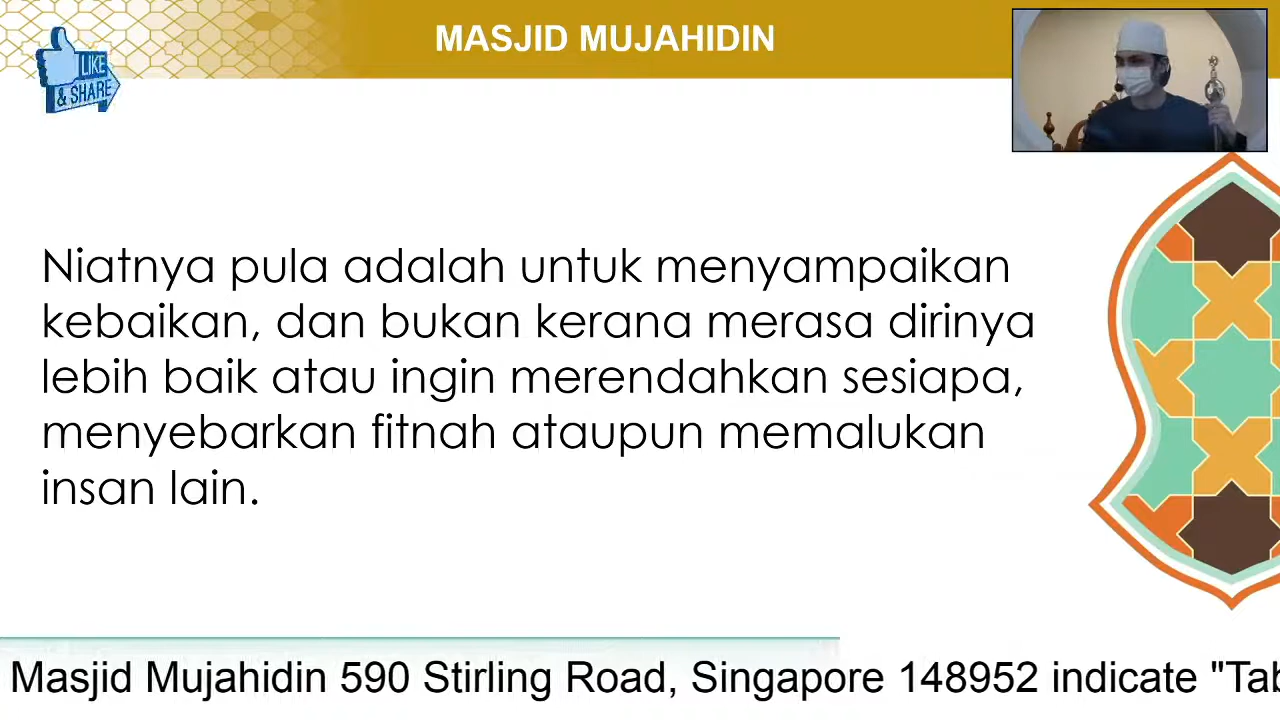 MASJID MUJAHIDIN
LIKE
& SHARE
Niatnya pula adalah untuk menyampaikan
kebaikan, dan bukan kerana merasa dirinya
lebih baik atau ingin merendahkan sesiapa,
menyebarkan fitnah ataupun memalukan
insan lain.
Masjid Mujahidin 590 Stirling Road, Singapore 148952 indicate "Tab